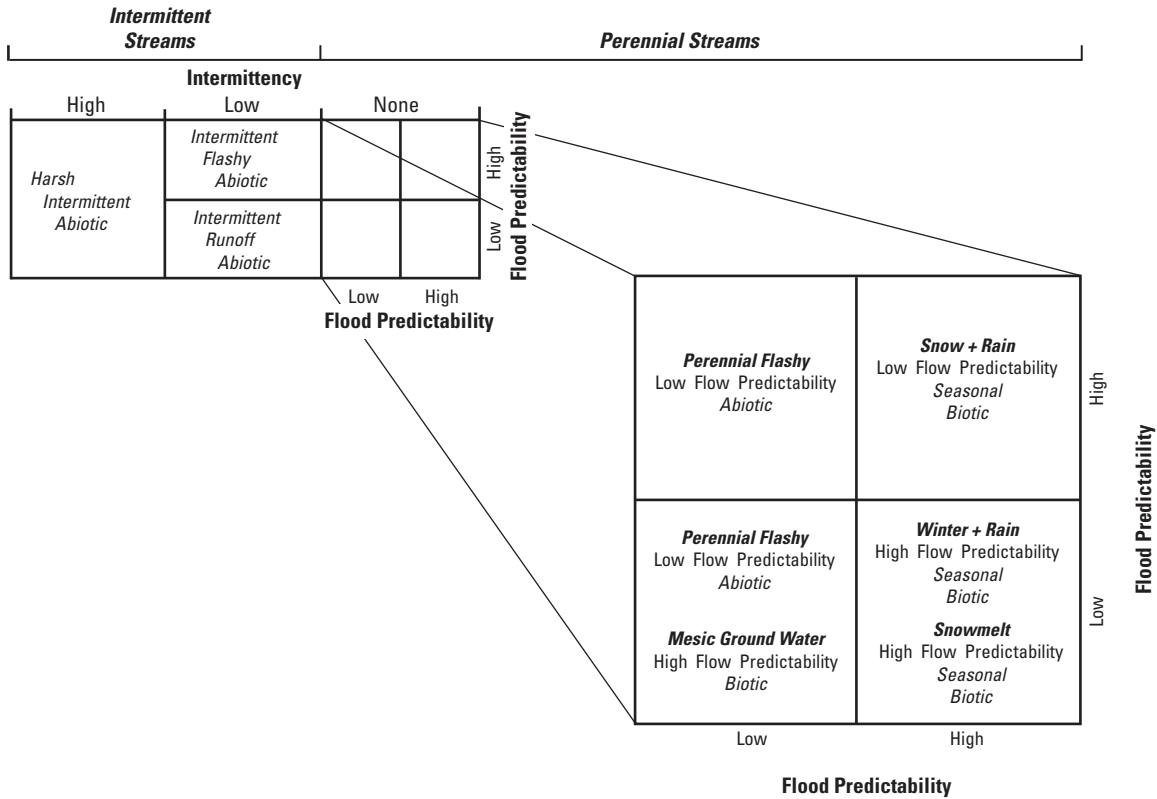 Intermittent
Streams
Perennial Streams
Intermittency
High
Low
None
Harsh
Intermittent
Abiotic
Intermittent
Flashy
Abiotic
Intermittent
Runoff
Abiotic
High
Low
Flood Predictability
Low
High
Flood Predictability
Perennial Flashy
Low Flow Predictability
Abiotic
Snow + Rain
Low Flow Predictability
Seasonal
Biotic
Perennial Flashy
Low Flow Predictability
Abiotic
Mesic Ground Water
High Flow Predictability
Biotic
Winter + Rain
High Flow Predictability
Seasonal
Biotic
Snowmelt
High Flow Predictability
Seasonal
Biotic
High
Low
Flood Predictability
Low
High
Flood Predictability